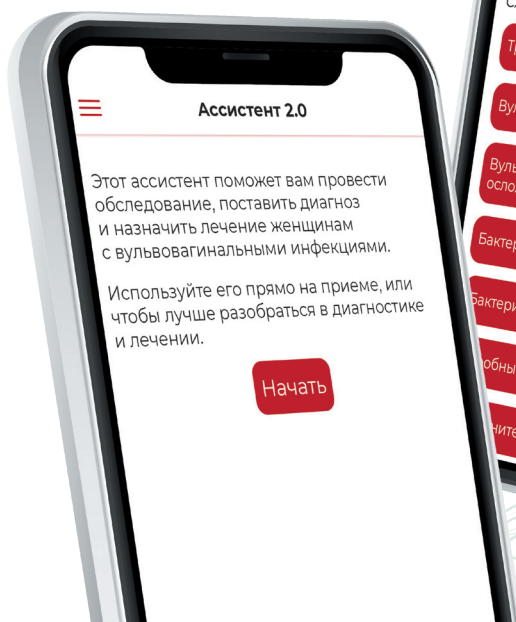 Ассистент 2.0
Этот ассистент поможет вам провести
обследование, поставить диагноз
и назначить лечение женщинам
с вульвовагинальными инфекциями.
Используйте его прямо на приеме, или
чтобы лучше разобраться в диагностике
и лечении.
Начать